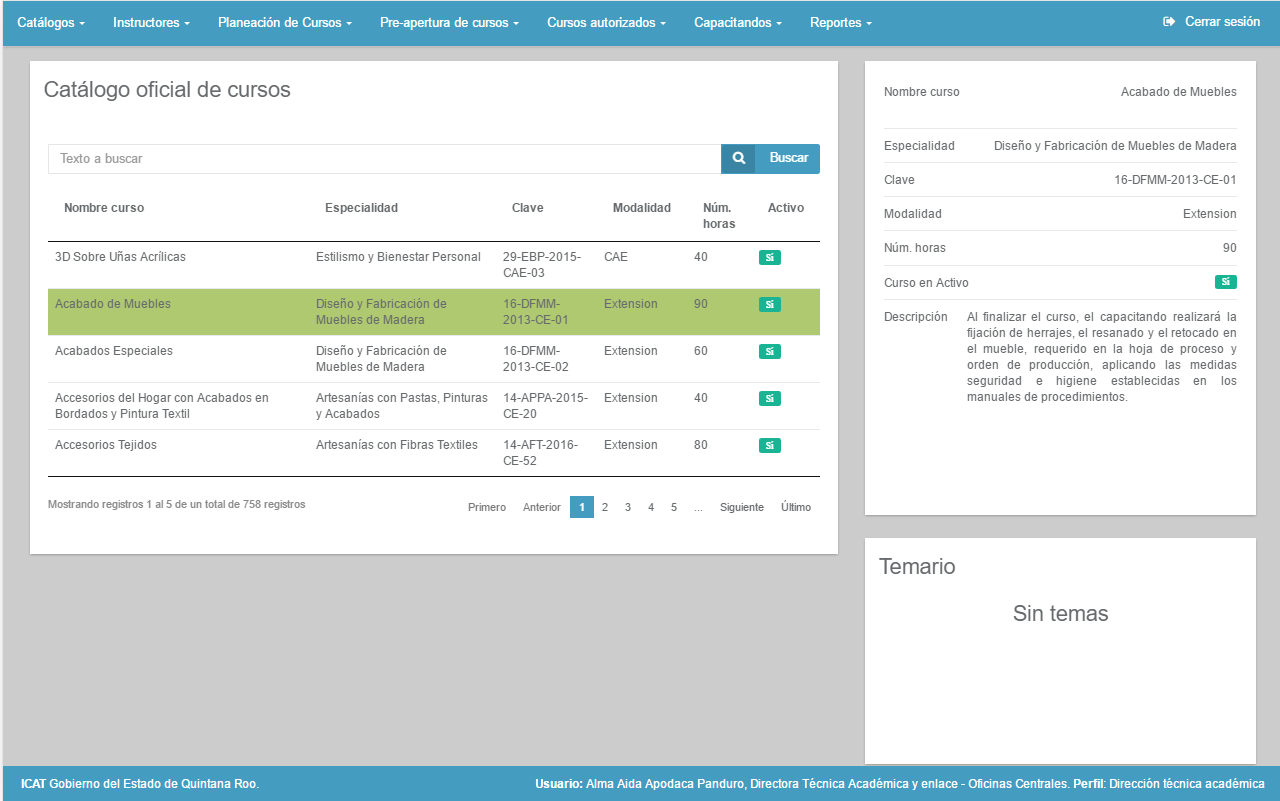 Catálogos Instructores Planeación de Cursos Pre-apertura de cursos Cursos autorizados Capacitandos Reportes Cerrar sesión
Catálogo oficial de cursos
Texto a buscar Buscar
Nombre curso Especialidad Clave Modalidad Núm. horas Activo
3D Sobre Uñas Acrílicas Estilismo y Bienestar Personal 29-EBP-2015-CAE-03 CAE 40 Sí
Acabado de Muebles Diseño y Fabricación de Muebles de Madera 16-DFMM-2013-CE-01 Extension 90 Sí
Acabados Especiales Diseño y Fabricación de Muebles de Madera 16-DFMM-2013-CE-02 Extension 60 Sí
Accesorios del Hogar con Acabados en Bordados y Pintura Textil Artesanías con Pastas, Pinturas y Acabados 14-APPA-2015-CE-20 Extension 40 Sí
Accesorios Tejidos Artesanías con Fibras Textiles 14-AFT-2016-CE-52 Extension 80 Sí
Mostrando registros 1 al 5 de un total de 758 registros
Primero Anterior 1 2 3 4 5 ... Siguiente Último
Nombre curso Acabado de Muebles
Especialidad Diseño y Fabricación de Muebles de Madera
Clave 16-DFMM-2013-CE-01
Modalidad Extension
Núm. horas 90
Curso en Activo Sí
Descripción Al finalizar el curso, el capacitando realizará la
fijación de herrajes, el resanado y el retocado en
el mueble, requerido en la hoja de proceso y
orden de producción, aplicando las medidas
seguridad e higiene establecidas en los
manuales de procedimientos.
Temario
Sin temas
ICAT Gobierno del Estado de Quintana Roo.
Usuario: Alma Aida Apodaca Panduro, Directora Técnica Académica y enlace - Oficinas Centrales. Perfil: Dirección técnica académica